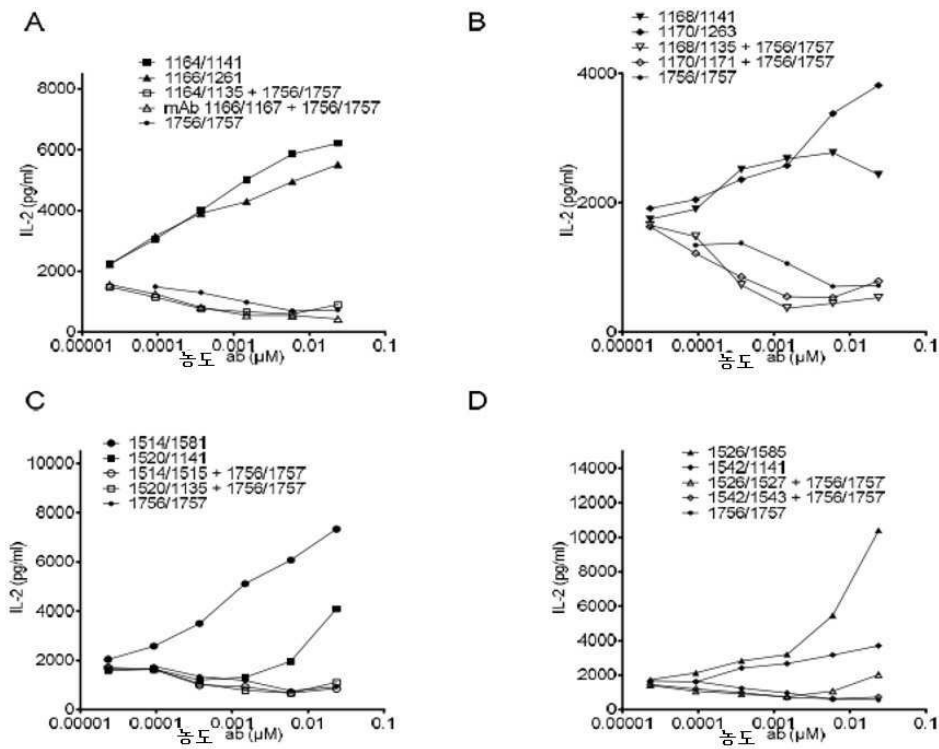 A
1164/1141
1166/1261
1164/1135 + 1756/1757
mAb 1166/1167 + 1756/1757
1756/1757
8000
6000
4000
2000
0
IL-2 (pg/ml)
0.00001
0.0001
0.001
0.01
0.1
농도 ab (µM)
B
1168/1141
1170/1263
1168/1135 + 1756/1757
1170/1171 + 1756/1757
1756/1757
4000
2000
0
IL-2 (pg/ml)
0.00001
0.0001
0.001
0.01
0.1
농도 ab (µM)
C
1514/1581
1520/1141
1514/1515 + 1756/1757
1520/1135 + 1756/1757
1756/1757
10000
8000
6000
4000
2000
0
IL-2 (pg/ml)
0.00001
0.0001
0.001
0.01
0.1
농도 ab (µM)
D
1526/1585
1542/1141
1526/1527 + 1756/1757
1542/1543 + 1756/1757
1756/1757
14000
12000
10000
8000
6000
4000
2000
0
IL-2 (pg/ml)
0.00001
0.0001
0.001
0.01
0.1
농도 ab (µM)